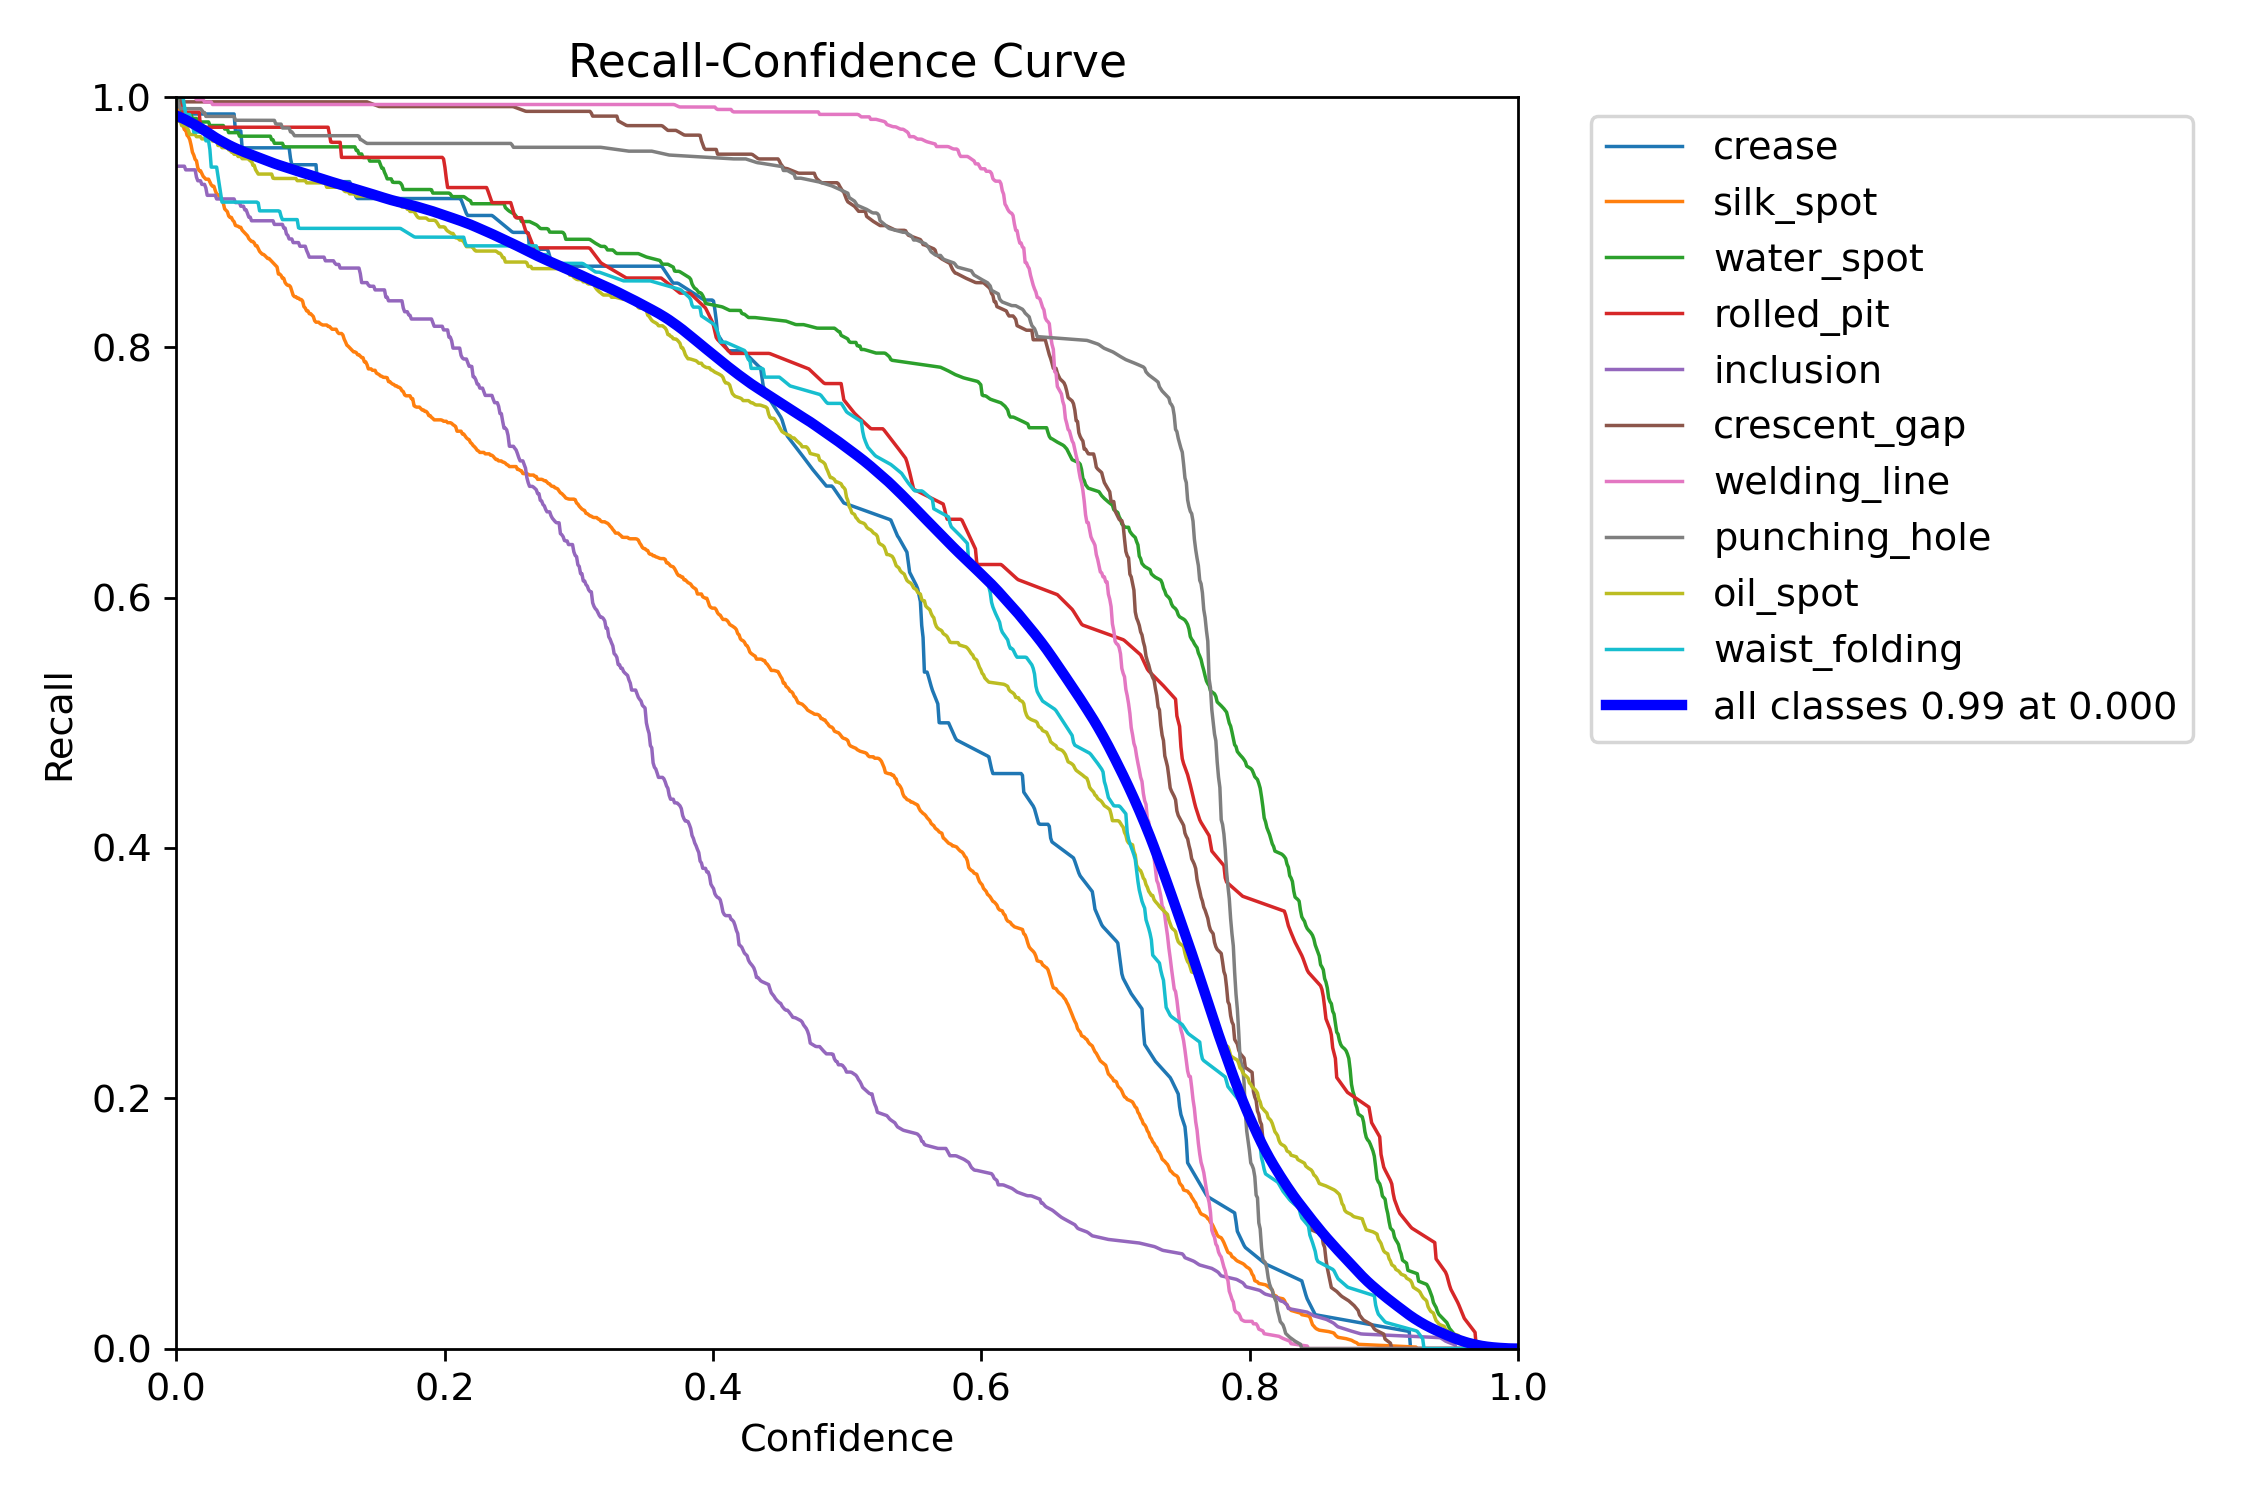 Recall-Confidence Curve
1.0
0.8
0.6
0.4
0.2
0.0
Recall
0.0 0.2 0.4 0.6 0.8 1.0
Confidence
crease
silk_spot
water_spot
rolled_pit
inclusion
crescent_gap
welding_line
punching_hole
oil_spot
waist_folding
all classes 0.99 at 0.000